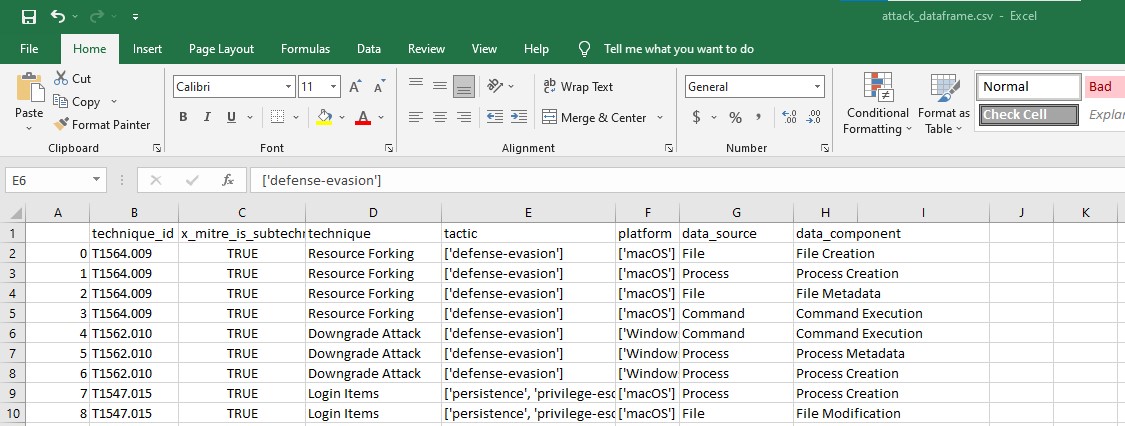 attack_dataframe.csv - Excel
File Home Insert Page Layout Formulas Data Review View Help Tell me what you want to do
Paste
Cut
Copy
Format Painter
Clipboard
Calibri 11
B I U
Font
Wrap Text
Merge & Center
Alignment
General
$ % ,
Number
Conditional Formatting
Format as Table
Normal Bad
Check Cell Explan
Styles
E6 fx ['defense-evasion']
A B C D E F G H I J K
1 technique_id x_mitre_is_subtechn technique tactic platform data_source data_component
2 0 T1564.009 TRUE Resource Forking ['defense-evasion'] ['macOS'] File File Creation
3 1 T1564.009 TRUE Resource Forking ['defense-evasion'] ['macOS'] Process Process Creation
4 2 T1564.009 TRUE Resource Forking ['defense-evasion'] ['macOS'] File File Metadata
5 3 T1564.009 TRUE Resource Forking ['defense-evasion'] ['macOS'] Command Command Execution
6 4 T1562.010 TRUE Downgrade Attack ['defense-evasion'] ['Window Command Command Execution
7 5 T1562.010 TRUE Downgrade Attack ['defense-evasion'] ['Window Process Process Metadata
8 6 T1562.010 TRUE Downgrade Attack ['defense-evasion'] ['Window Process Process Creation
9 7 T1547.015 TRUE Login Items ['persistence', 'privilege-esc ['macOS'] Process Process Creation
10 8 T1547.015 TRUE Login Items ['persistence', 'privilege-esc ['macOS'] File File Modification